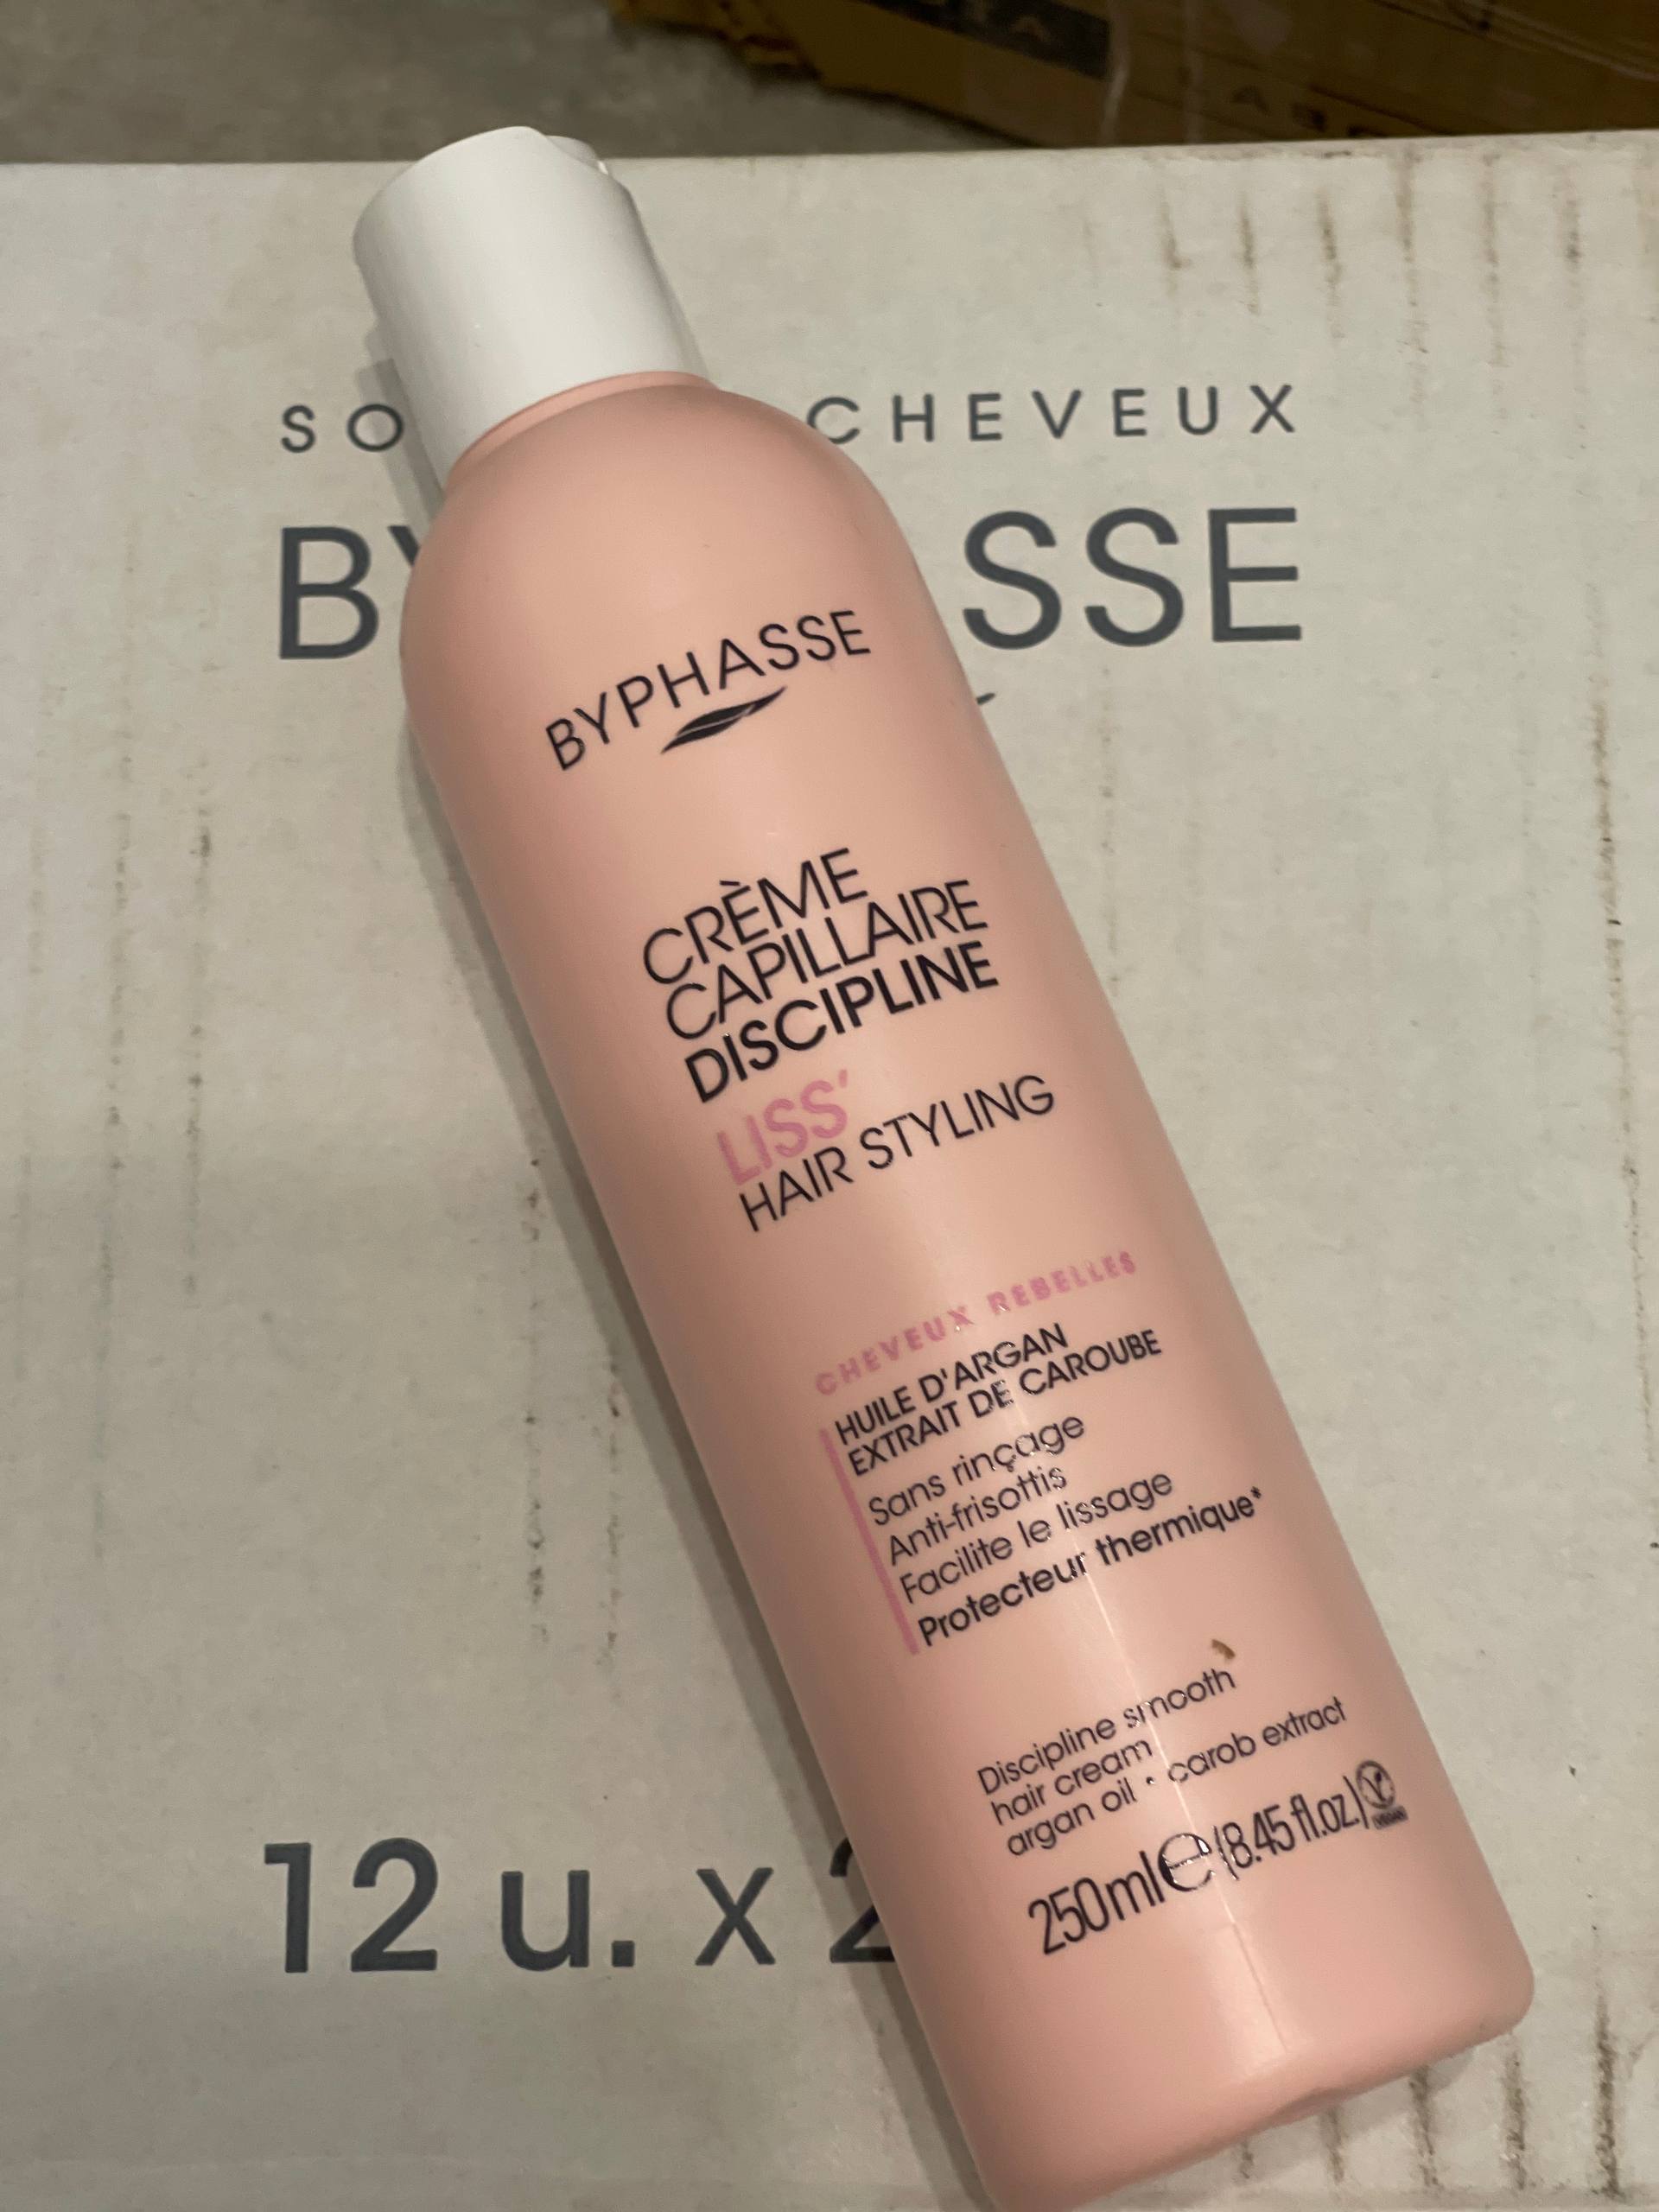 SO CHEVEUX
BY SSE
BYPHASSE
CRÈME
CAPILLAIRE
DISCIPLINE
LISS'
HAIR STYLING
CHEVEUX REBELLES
HUILE D'ARGAN
EXTRAIT DE CAROUBE
Sans rinçage
Anti-frisottis
Facilite le lissage
Protecteur thermique*
Discipline smooth
hair cream
argan oil • carob extract
250ml e (8.45 fl.oz.)
VEGAN
12 u. x 2